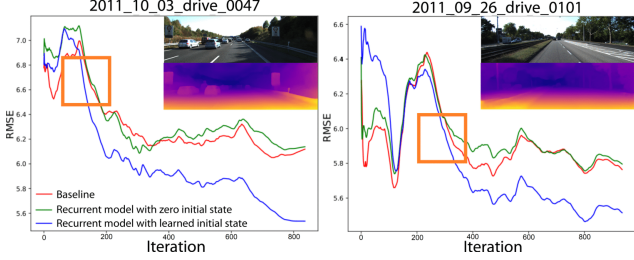 2011_10_03_drive_0047
7.0
6.8
6.6
6.4
6.2
6.0
5.8
5.6
RMSE
Baseline
Recurrent model with zero initial state
Recurrent model with learned initial state
0
200
400
600
800
Iteration
2011_09_26_drive_0101
6.6
6.4
6.2
6.0
5.8
5.6
RMSE
0
200
400
600
800
Iteration